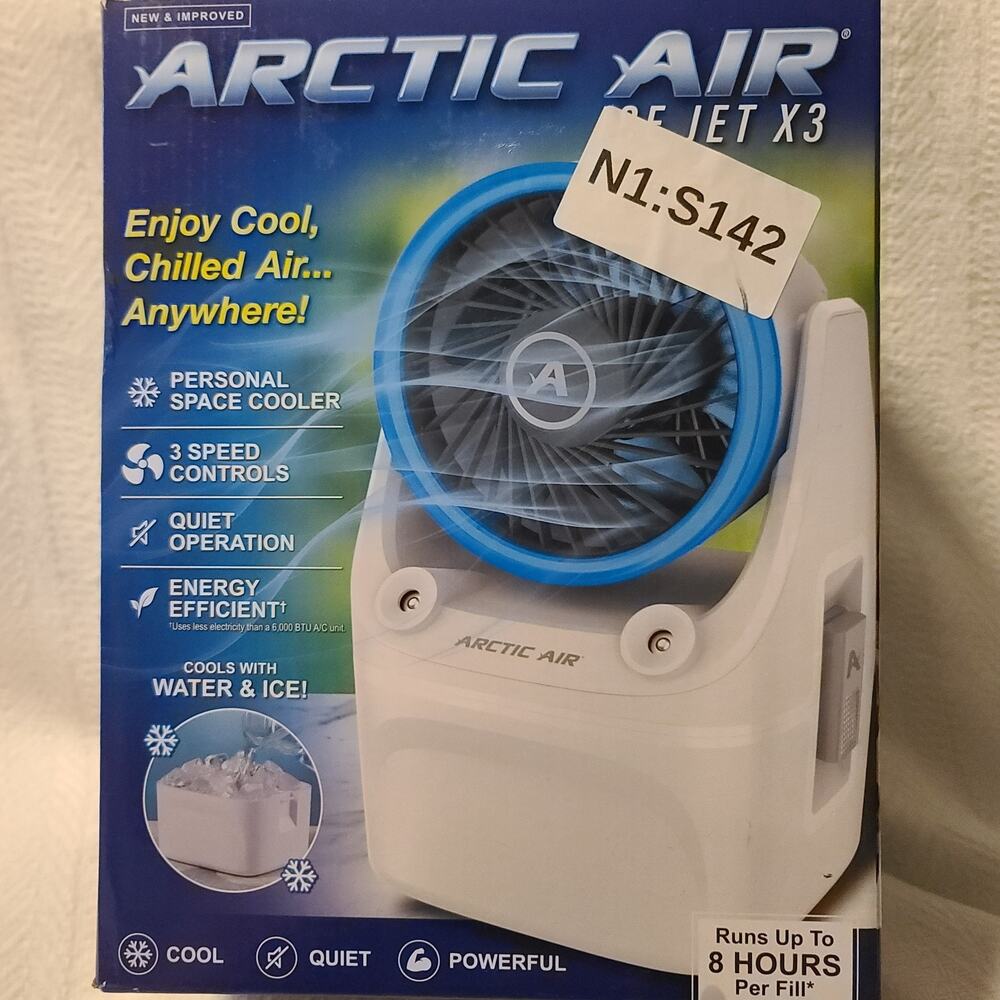 NEW & IMPROVED
ARCTIC AIR®
JET X3
N1:S142
Enjoy Cool,
Chilled Air...
Anywhere!
PERSONAL
SPACE COOLER
3 SPEED
CONTROLS
QUIET
OPERATION
ENERGY
EFFICIENT†
†Uses less electricity than a 6,000 BTU A/C unit.
COOLS WITH
WATER & ICE!
A
ARCTIC AIR
A
COOL
QUIET
POWERFUL
Runs Up To
8 HOURS
Per Fill*